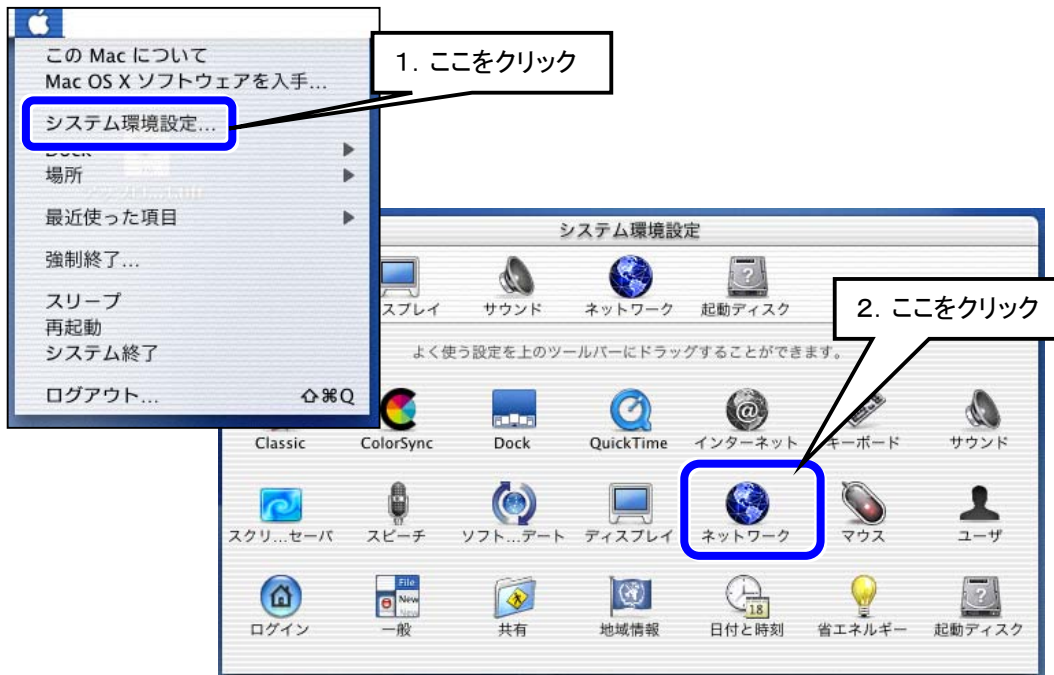 このMac について
Mac OS X ソフトウェアを入手...
システム環境設定...
Dock
場所
最近使った項目
強制終了...
スリープ
再起動
システム終了
ログアウト... ⇧⌘Q
1. ここをクリック
システム環境設定
スプレイ サウンド ネットワーク 起動ディスク
2. ここをクリック
よく使う設定を上のツールバーにドラッグすることができます。
Classic ColorSync Dock QuickTime インターネット キーボード サウンド
スクリ...セーバ スピーチ ソフト...デート ディスプレイ ネットワーク マウス ユーザ
File
New
New
18
ログイン 一般 共有 地域情報 日付と時刻 省エネルギー 起動ディスク